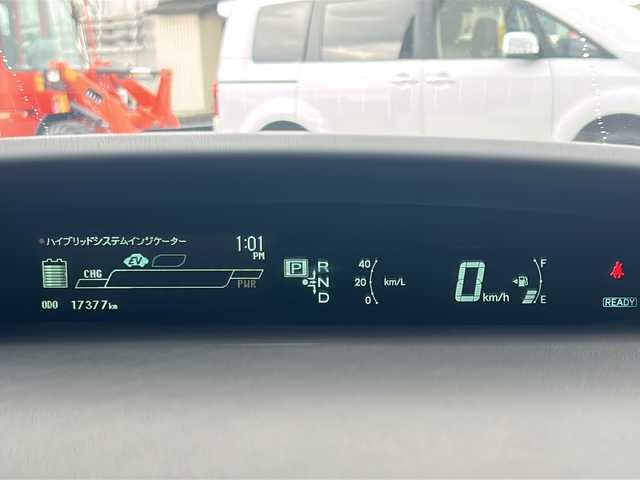 ハイブリッドシステムインジケーター
1:01 PM
EV
CHG
PWR
ODO 17377km
P
R
N
D
40
20
0
km/L
0 km/h
F
E
READY